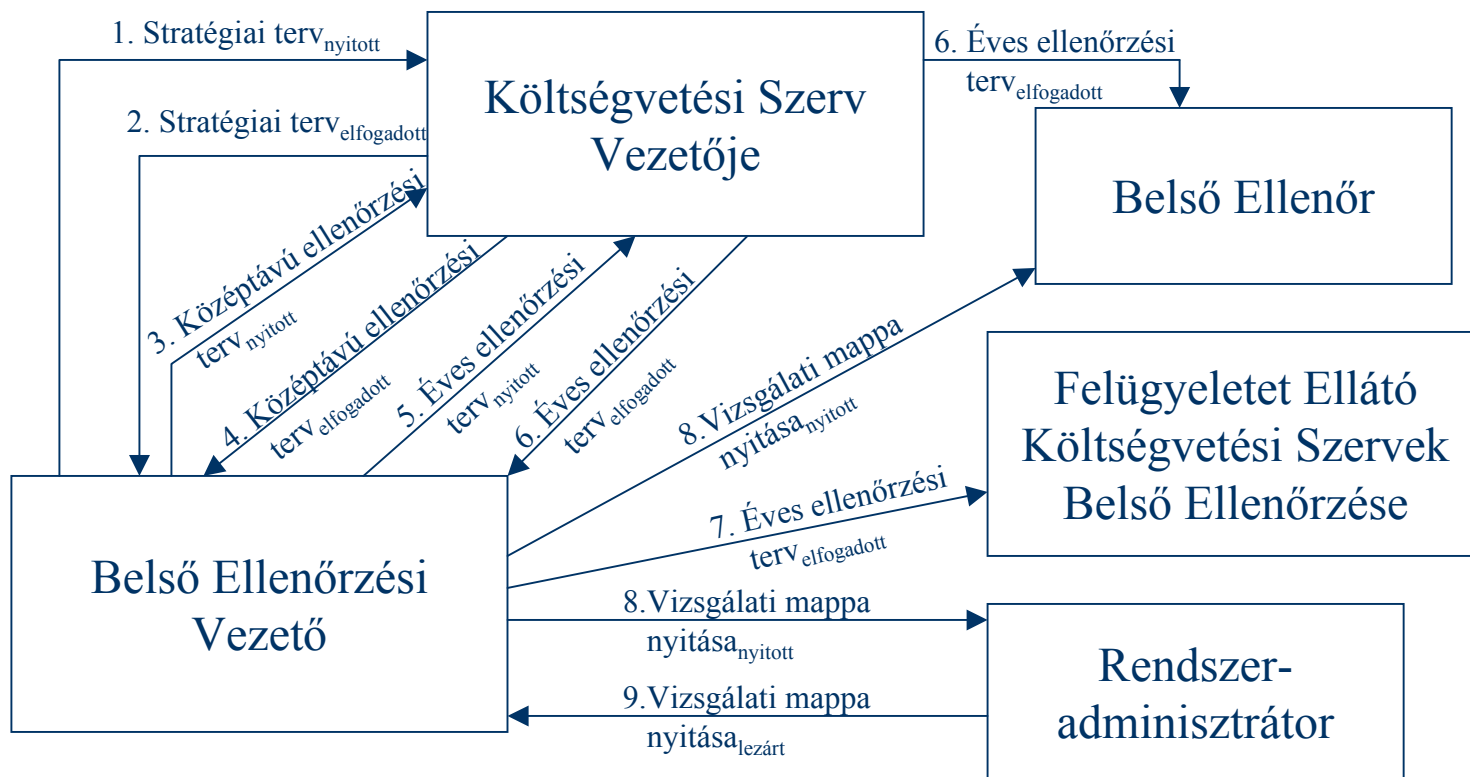 1. Stratégiai terv nyitott
2. Stratégiai terv elfogadott
Költségvetési Szerv
Vezetője
6. Éves ellenőrzési
terv elfogadott
Belső Ellenőr
3. Középtávú ellenőrzési
terv nyitott
4. Középtávú ellenőrzési
terv elfogadott
5. Éves ellenőrzési
terv nyitott
6. Éves ellenőrzési
terv elfogadott
8.Vizsgálati mappa
nyitása nyitott
Felügyeletet Ellátó
Költségvetési Szervek
Belső Ellenőrzése
7. Éves ellenőrzési
terv elfogadott
Belső Ellenőrzési
Vezető
8.Vizsgálati mappa
nyitása nyitott
9.Vizsgálati mappa
nyitása lezárt
Rendszer-
adminisztrátor